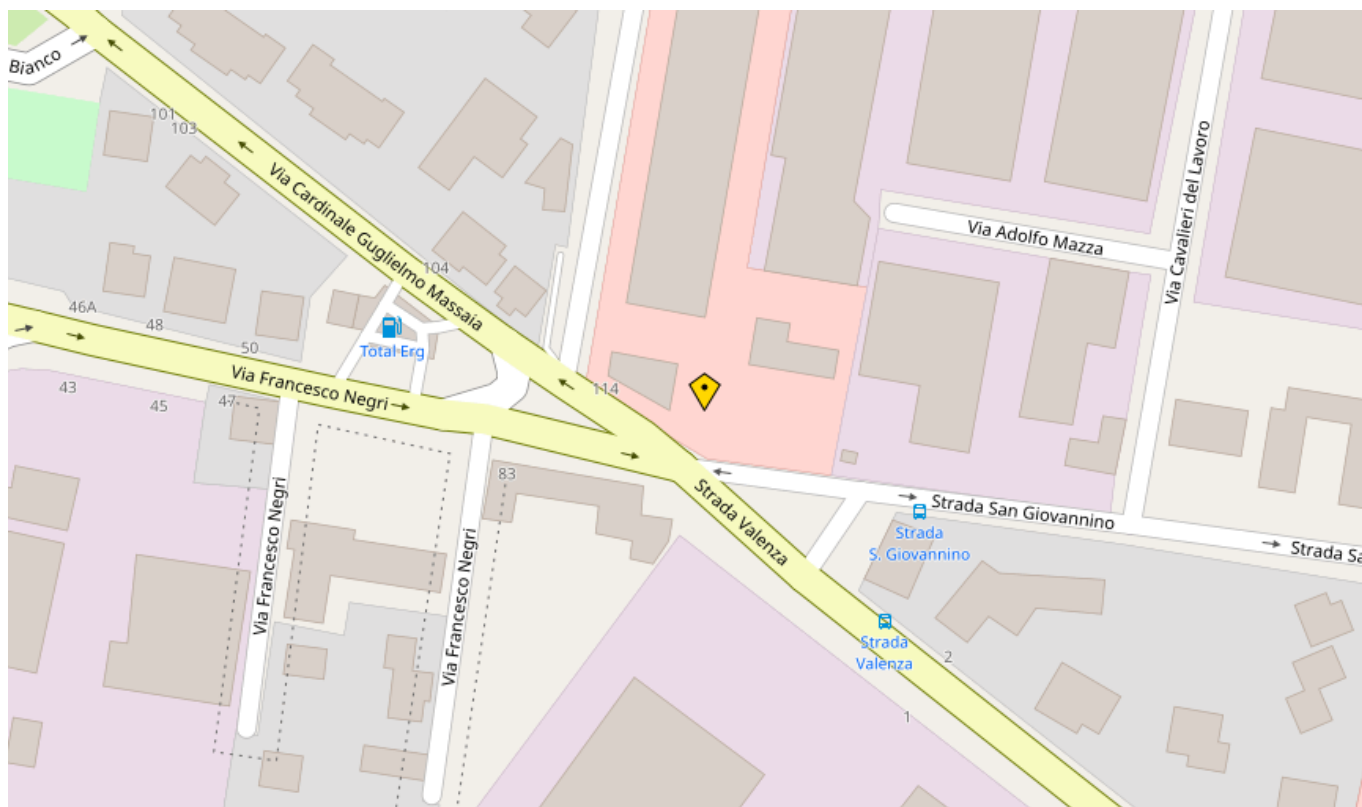 Bianco
101
103
Via Cardinale Guglielmo Massaia
104
46A
48
50
Total Erg
Via Francesco Negri
43
45
47
114
83
Via Adolfo Mazza
Via Cavalieri del Lavoro
Strada Valenza
Strada San Giovannino
Strada Sa
Strada
S. Giovannino
Via Francesco Negri
Via Francesco Negri
Strada
Valenza
2
1